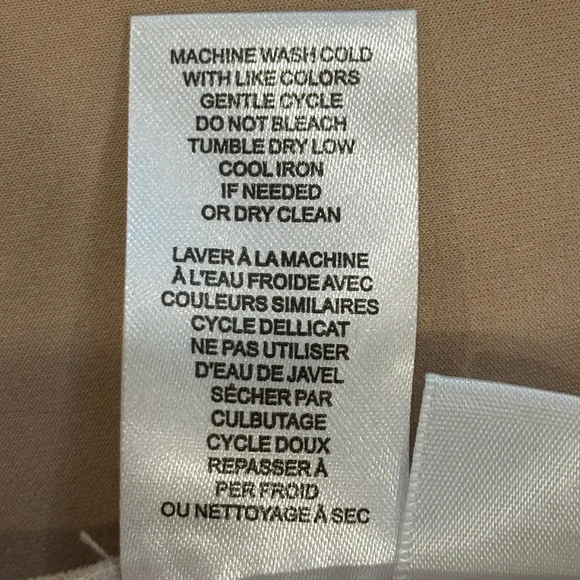 MACHINE WASH COLD
WITH LIKE COLORS
GENTLE CYCLE
DO NOT BLEACH
TUMBLE DRY LOW
COOL IRON
IF NEEDED
OR DRY CLEAN
LAVER À LA MACHINE
À L'EAU FROIDE AVEC
COULEURS SIMILAIRES
CYCLE DELLICAT
NE PAS UTILISER
D'EAU DE JAVEL
SÉCHER PAR
CULBUTAGE
CYCLE DOUX
REPASSER À
PER FROID
OU NETTOYAGE À SEC